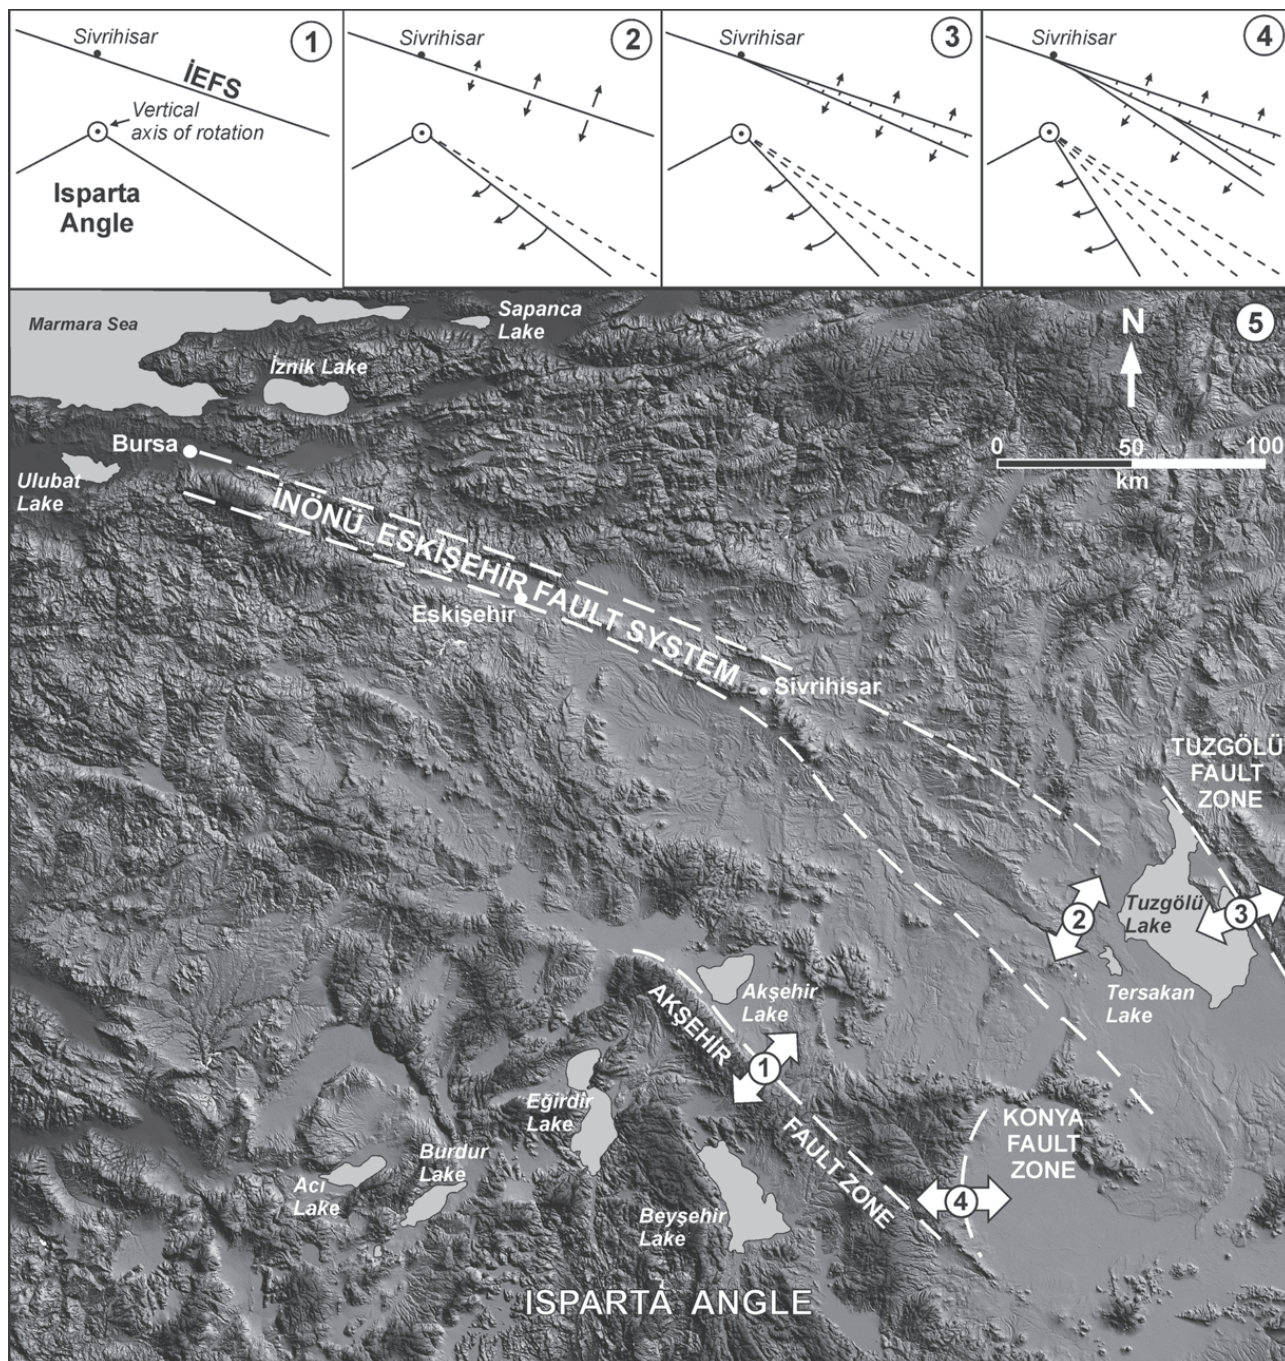 Sivrihisar
1
İEFS
Vertical
axis of rotation
Isparta
Angle
Sivrihisar
2
Sivrihisar
3
Sivrihisar
4
Marmara Sea
Sapanca
Lake
İznik Lake
N
5
Bursa
0 50 100
km
Ulubat
Lake
İNÖNÜ_ESKİŞEHİR FAULT SYSTEM
Eskişehir
Sivrihisar
TUZGÖLÜ
FAULT
ZONE
2
Tuzgölü
Lake
3
Akşehir
Lake
Tersakan
Lake
AKŞEHİR
FAULT ZONE
1
Eğirdir
Lake
KONYA
FAULT
ZONE
Burdur
Lake
Acı
Lake
4
Beyşehir
Lake
ISPARTA ANGLE